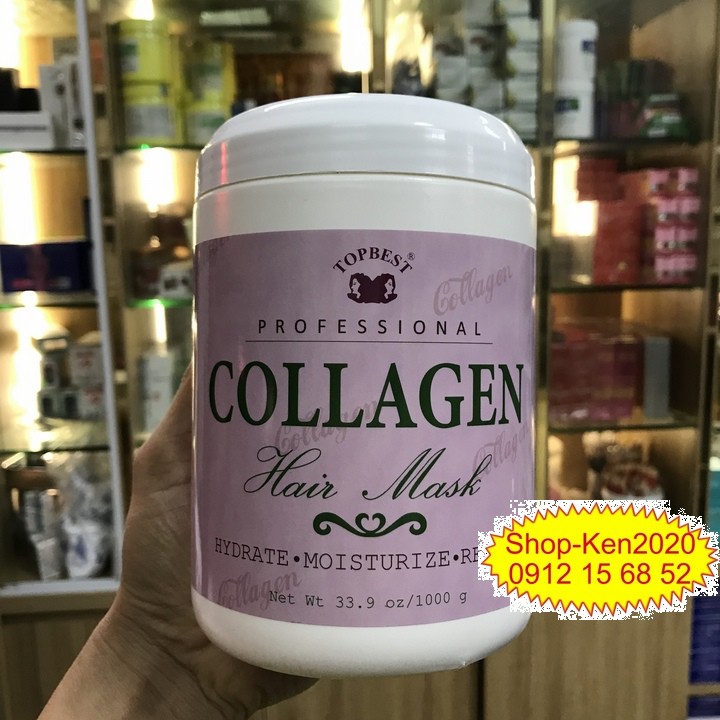 TOPBEST®
Collagen
PROFESSIONAL
COLLAGEN
Collagen
Collagen
Hair Mask
HYDRATE•MOISTURIZE•RE
Collagen
Net Wt 33.9 oz/1000 g
Shop-Ken2020
0912 15 68 52